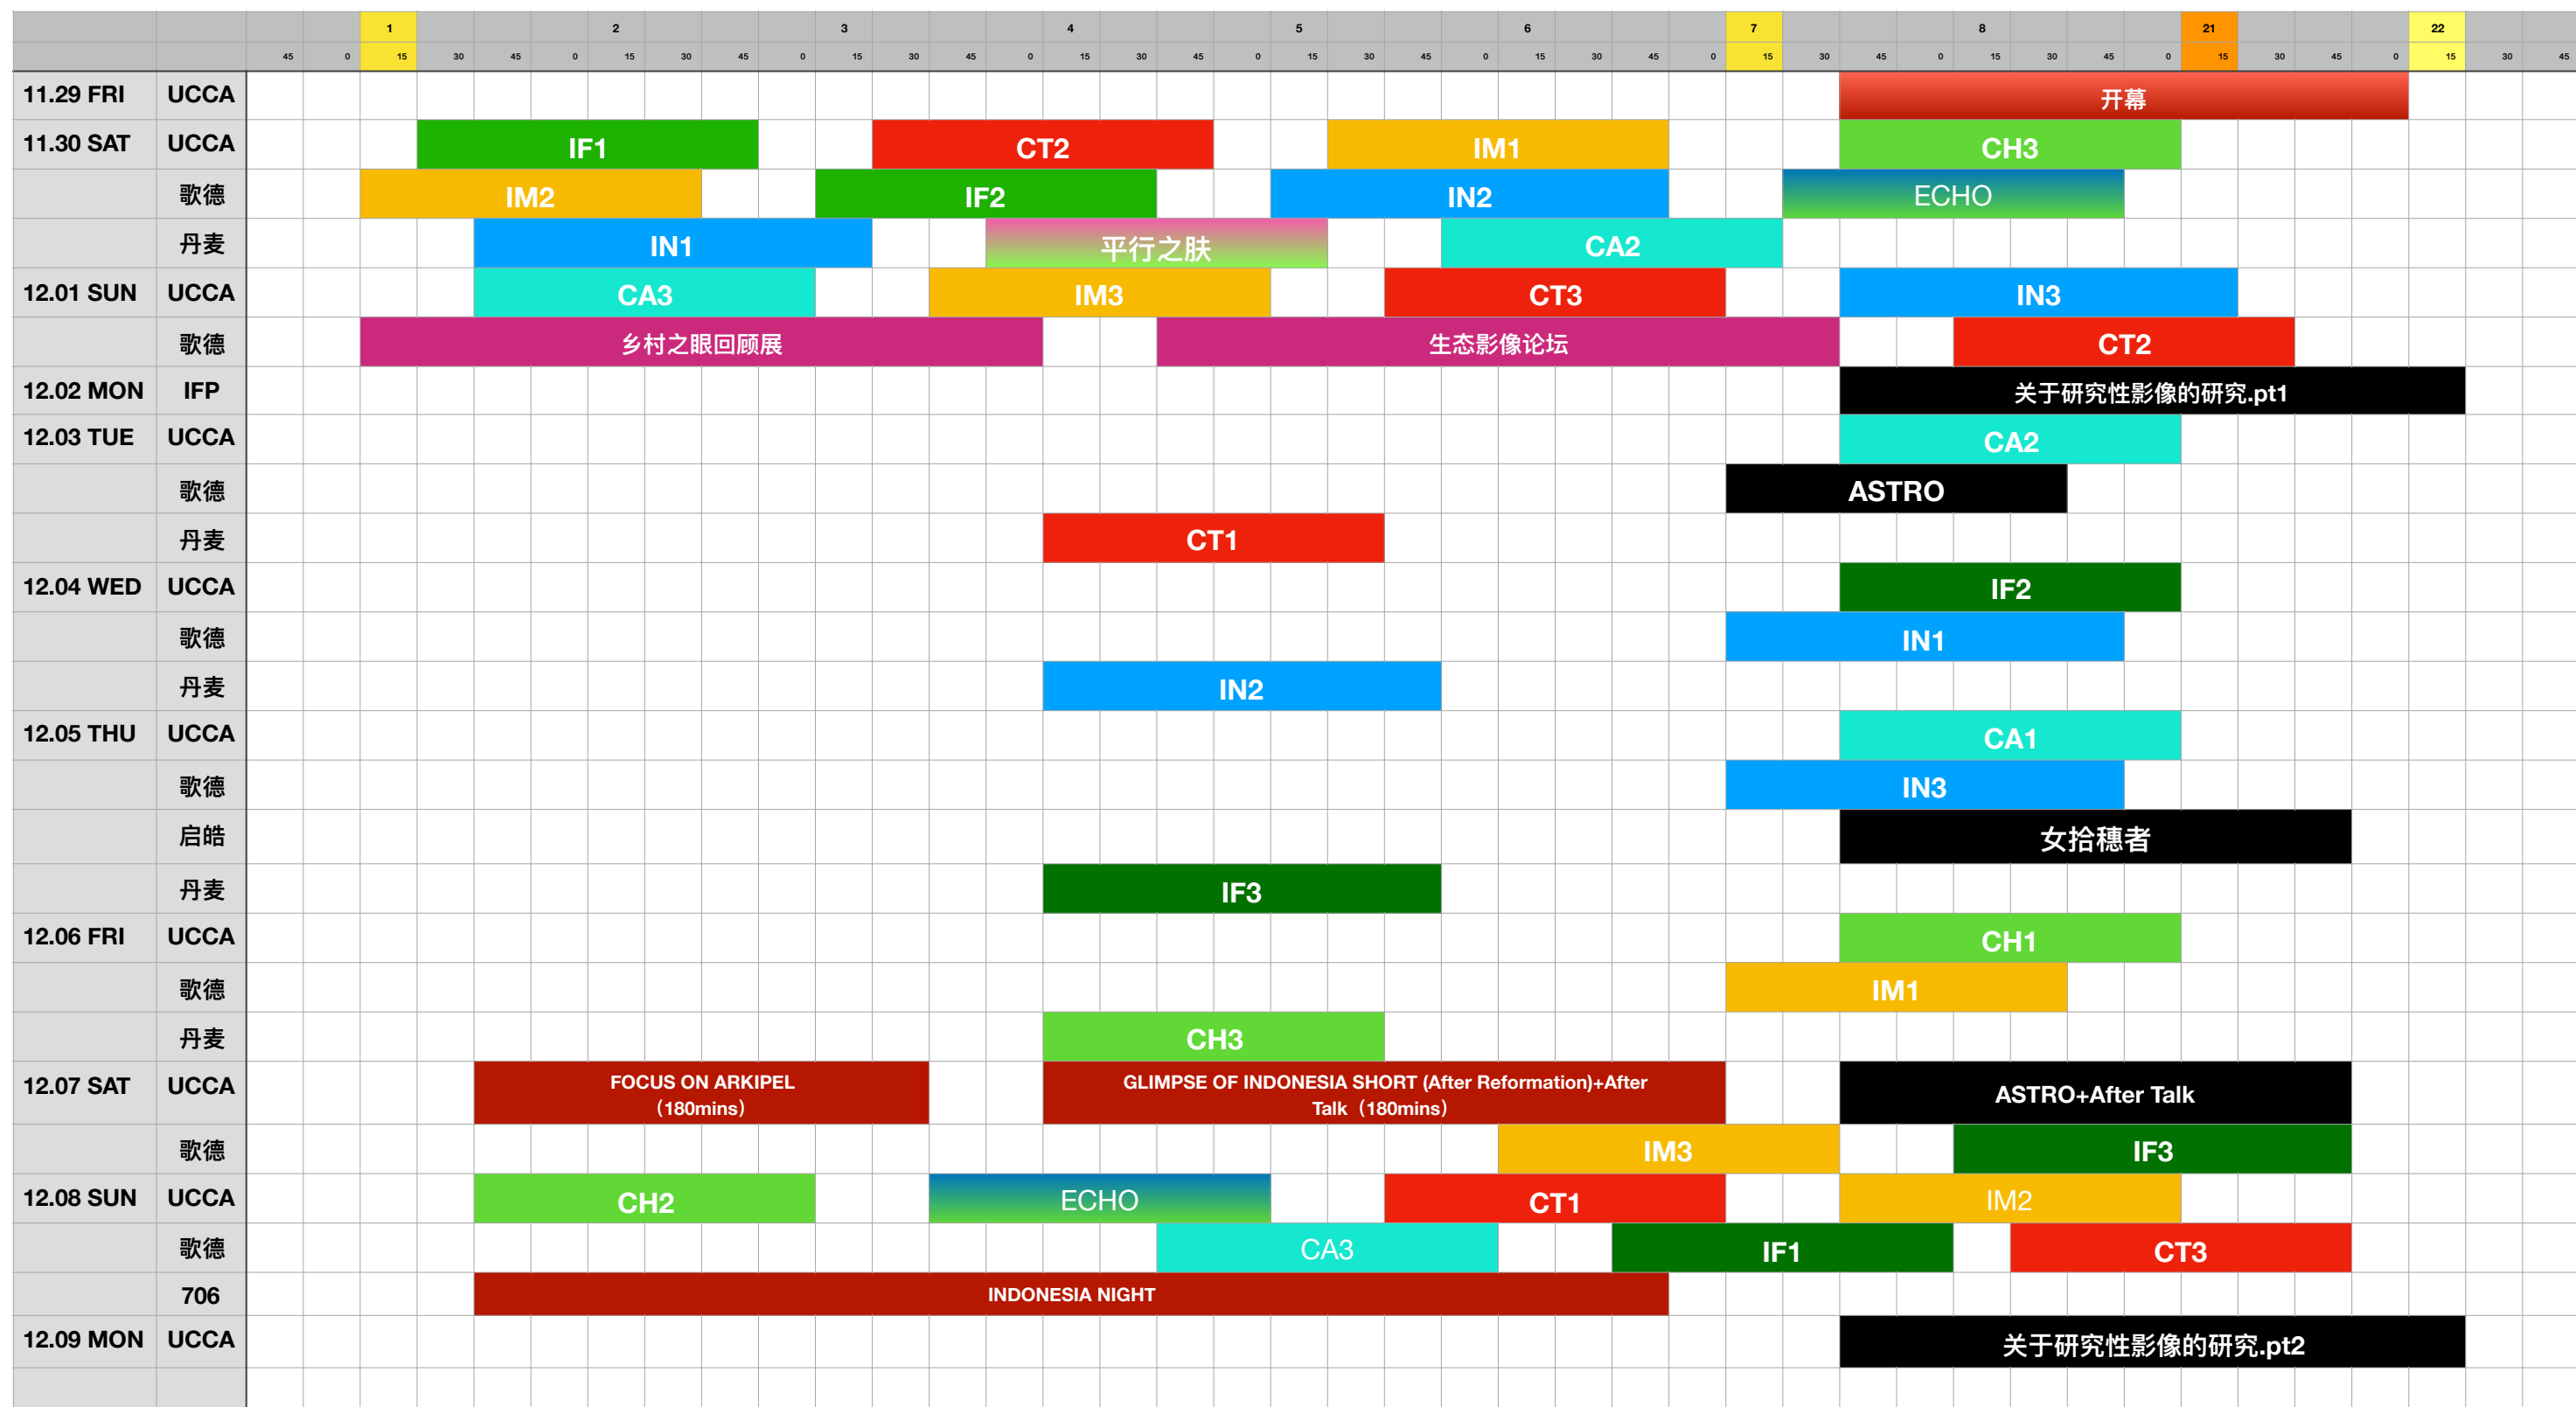 1 2 3 4 5 6 7 8 21 22
45 0 15 30 45 0 15 30 45 0 15 30 45 0 15 30 45 0 15 30 45 0 15 30 45 0 15 30 45 0 15 30 45 0 15 30 45 0 15 30 45
11.29 FRI UCCA 开幕
11.30 SAT UCCA IF1 CT2 IM1 CH3
歌德 IM2 IF2 IN2 ECHO
丹麦 IN1 平行之肤 CA2
12.01 SUN UCCA CA3 IM3 CT3 IN3
歌德 乡村之眼回顾展 生态影像论坛 CT2
12.02 MON IFP 关于研究性影像的研究.pt1
12.03 TUE UCCA CA2
歌德 ASTRO
丹麦 CT1
12.04 WED UCCA IF2
歌德 IN1
丹麦 IN2
12.05 THU UCCA CA1
歌德 IN3
启皓 女拾穗者
丹麦 IF3
12.06 FRI UCCA CH1
歌德 IM1
丹麦 CH3
12.07 SAT UCCA FOCUS ON ARKIPEL
（180mins）
GLIMPSE OF INDONESIA SHORT (After Reformation)+After
Talk（180mins）
ASTRO+After Talk
歌德 IM3 IF3
12.08 SUN UCCA CH2 ECHO CT1 IM2
歌德 CA3 IF1 CT3
706 INDONESIA NIGHT
12.09 MON UCCA 关于研究性影像的研究.pt2